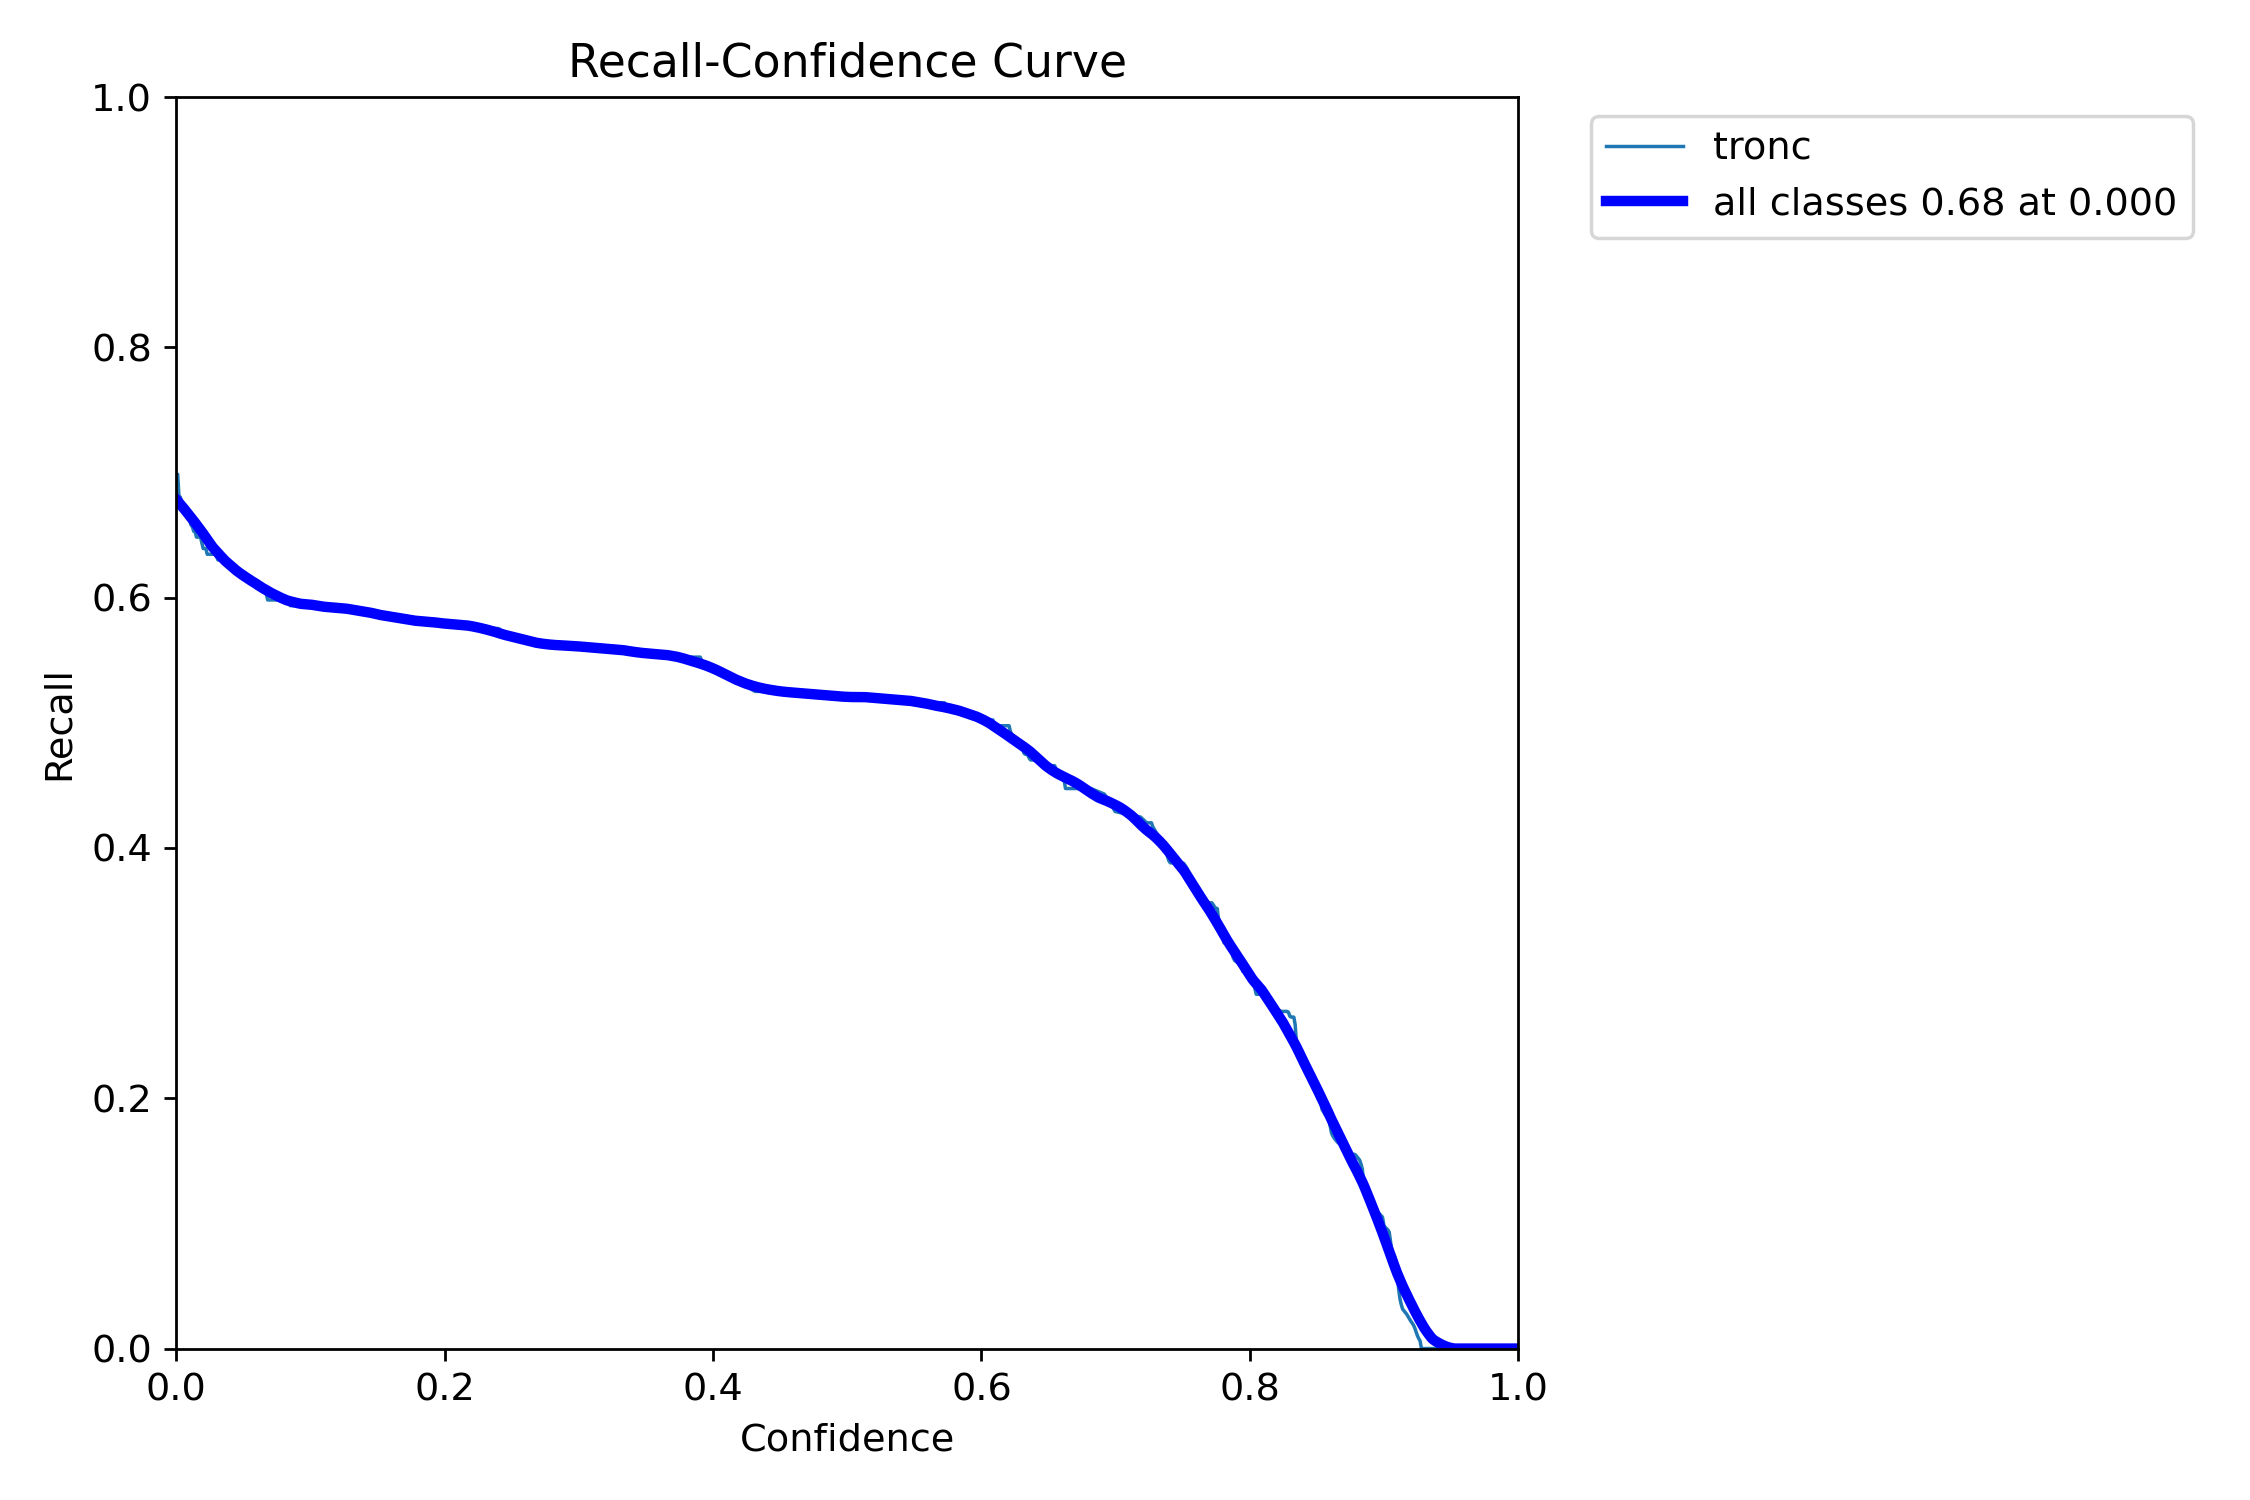 Recall-Confidence Curve
1.0
0.8
0.6
0.4
0.2
0.0
Recall
0.0 0.2 0.4 0.6 0.8 1.0
Confidence
tronc
all classes 0.68 at 0.000